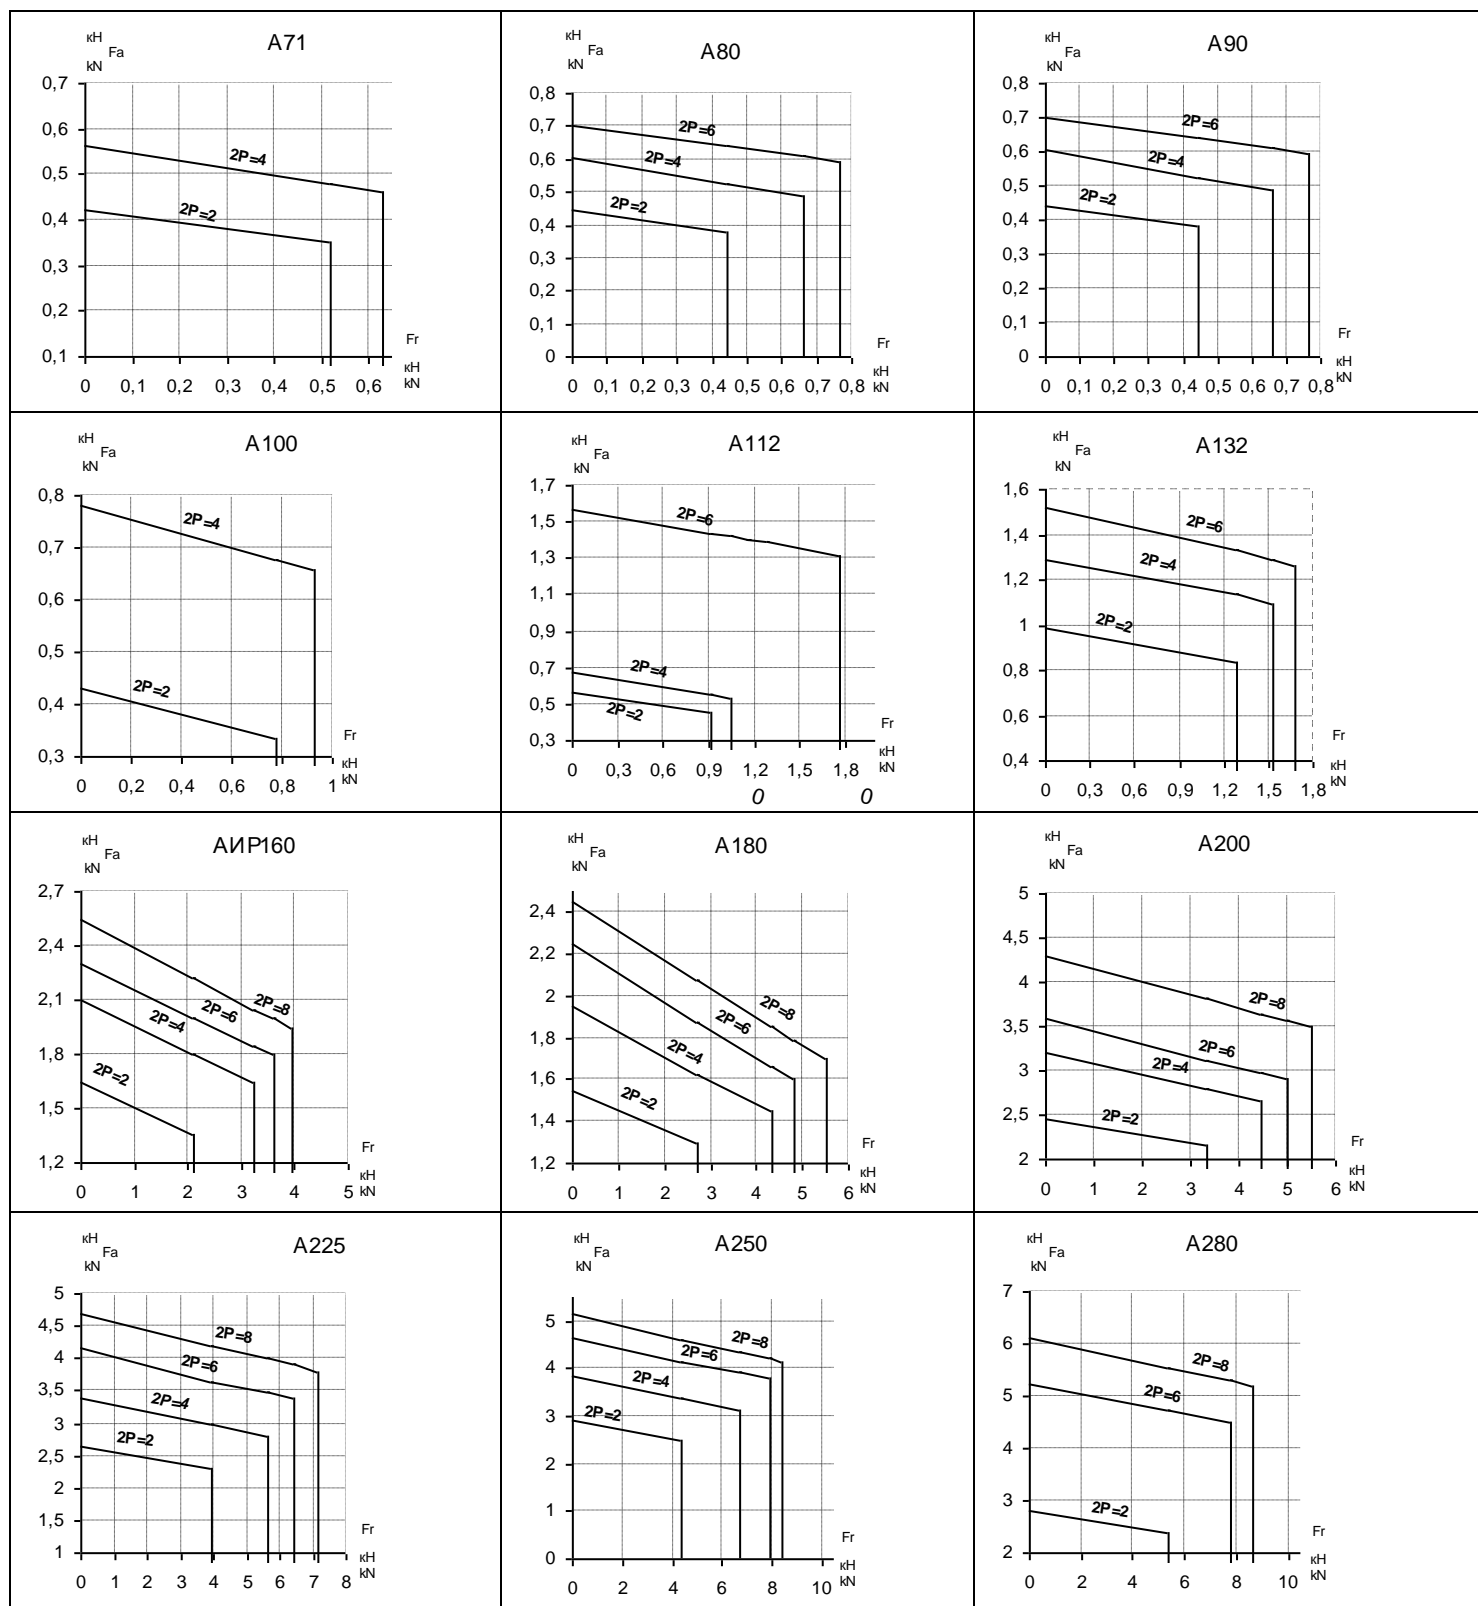 кН
Fa
kN
A71
0,7
0,6
0,5
0,4
0,3
0,2
0,1
2P=4
2P=2
0 0,1 0,2 0,3 0,4 0,5 0,6
Fr
кН
kN
кН
Fa
kN
A80
0,8
0,7
0,6
0,5
0,4
0,3
0,2
0,1
0
2P=6
2P=4
2P=2
0 0,1 0,2 0,3 0,4 0,5 0,6 0,7 0,8
Fr
кН
kN
кН
Fa
kN
A90
0,8
0,7
0,6
0,5
0,4
0,3
0,2
0,1
0
2P=6
2P=4
2P=2
0 0,1 0,2 0,3 0,4 0,5 0,6 0,7 0,8
Fr
кН
kN
кН
Fa
kN
A100
0,8
0,7
0,6
0,5
0,4
0,3
2P=4
2P=2
0 0,2 0,4 0,6 0,8 1
Fr
кН
kN
кН
Fa
kN
A112
1,7
1,5
1,3
1,1
0,9
0,7
0,5
0,3
2P=6
2P=4
2P=2
0 0,3 0,6 0,9 1,2 1,5 1,8
0 0
Fr
кН
kN
кН
Fa
kN
A132
1,6
1,4
1,2
1
0,8
0,6
0,4
2P=6
2P=4
2P=2
0 0,3 0,6 0,9 1,2 1,5 1,8
Fr
кН
kN
кН
Fa
kN
АИР160
2,7
2,4
2,1
1,8
1,5
1,2
2P=8
2P=6
2P=4
2P=2
0 1 2 3 4 5
Fr
кН
kN
кН
Fa
kN
A180
2,4
2,2
2
1,8
1,6
1,4
1,2
2P=8
2P=6
2P=4
2P=2
0 1 2 3 4 5 6
Fr
кН
kN
кН
Fa
kN
A200
5
4,5
4
3,5
3
2,5
2
2P=8
2P=6
2P=4
2P=2
0 1 2 3 4 5 6
Fr
кН
kN
кН
Fa
kN
A225
5
4,5
4
3,5
3
2,5
2
1,5
1
2P=8
2P=6
2P=4
2P=2
0 1 2 3 4 5 6 7 8
Fr
кН
kN
кН
Fa
kN
A250
5
4
3
2
1
0
2P=8
2P=6
2P=4
2P=2
0 2 4 6 8 10
Fr
кН
kN
кН
Fa
kN
A280
7
6
5
4
3
2
2P=8
2P=6
2P=2
0 2 4 6 8 10
Fr
кН
kN